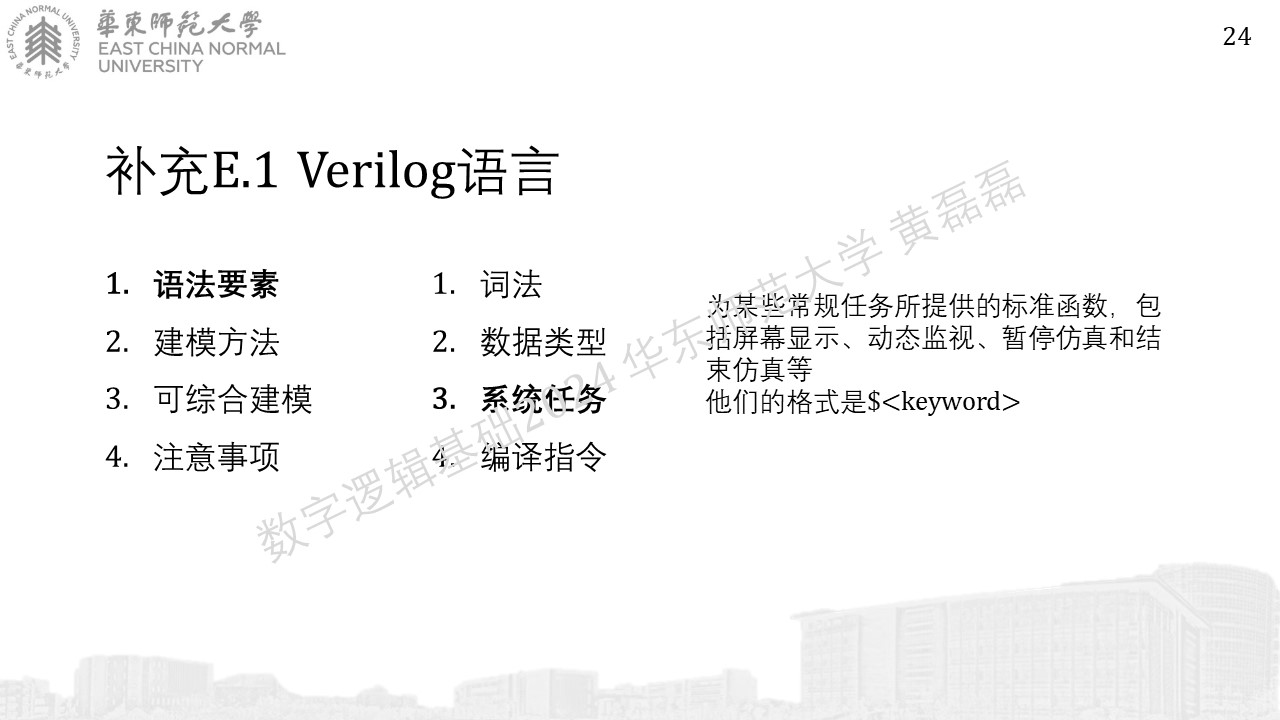 華東師範大學
EAST CHINA NORMAL
UNIVERSITY
EAST CHINA NORMAL UNIVERSITY
華東师范大学
24
补充E.1 Verilog语言
1. 语法要素
2. 建模方法
3. 可综合建模
4. 注意事项
1. 词法
2. 数据类型
3. 系统任务
4. 编译指令
为某些常规任务所提供的标准函数，包
括屏幕显示、动态监视、暂停仿真和结
束仿真等
他们的格式是$<keyword>
数字逻辑基础2024 华东师范大学 黄磊磊